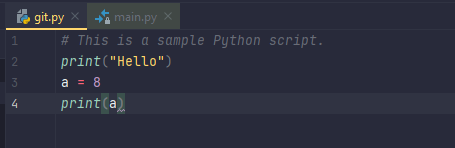 git.py main.py
1 # This is a sample Python script.
2 print("Hello")
3 a = 8
4 print(a)